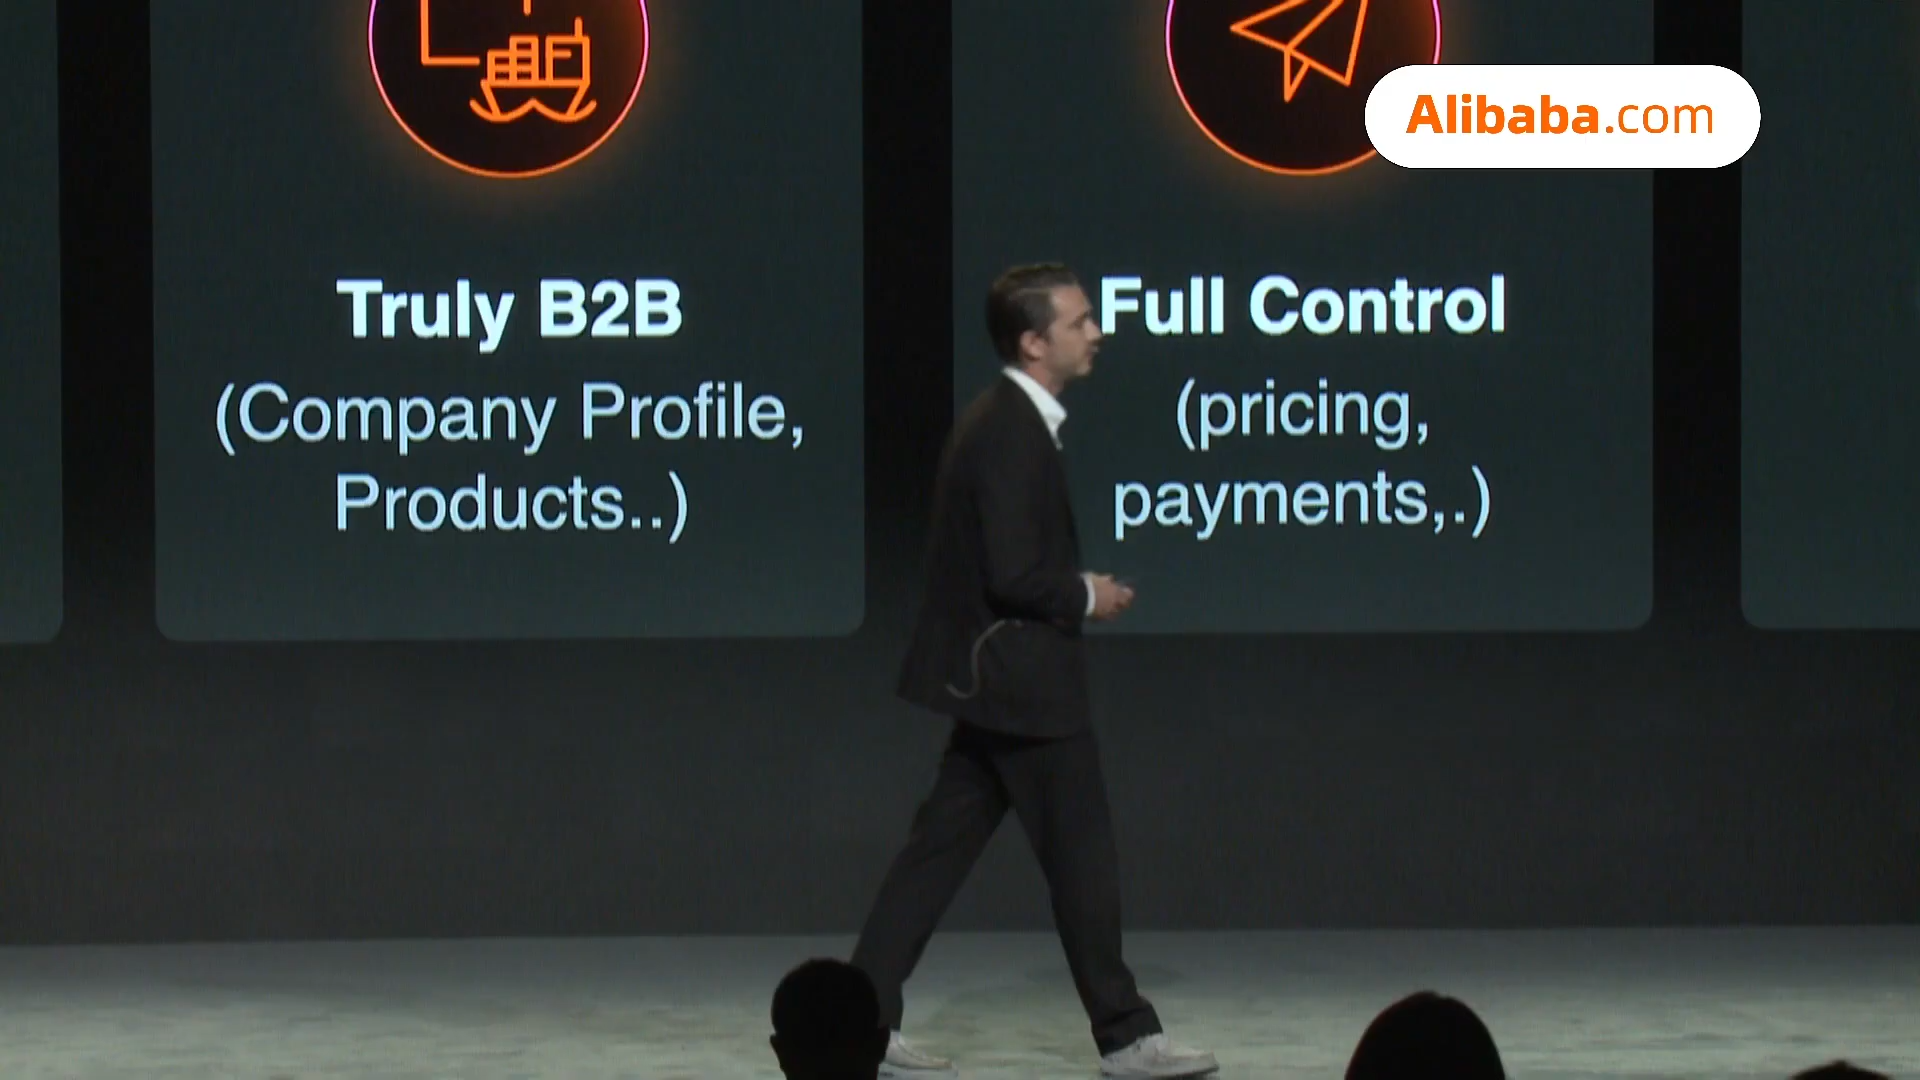 Alibaba.com
Truly B2B
(Company Profile,
Products..)
Full Control
(pricing,
payments,.)